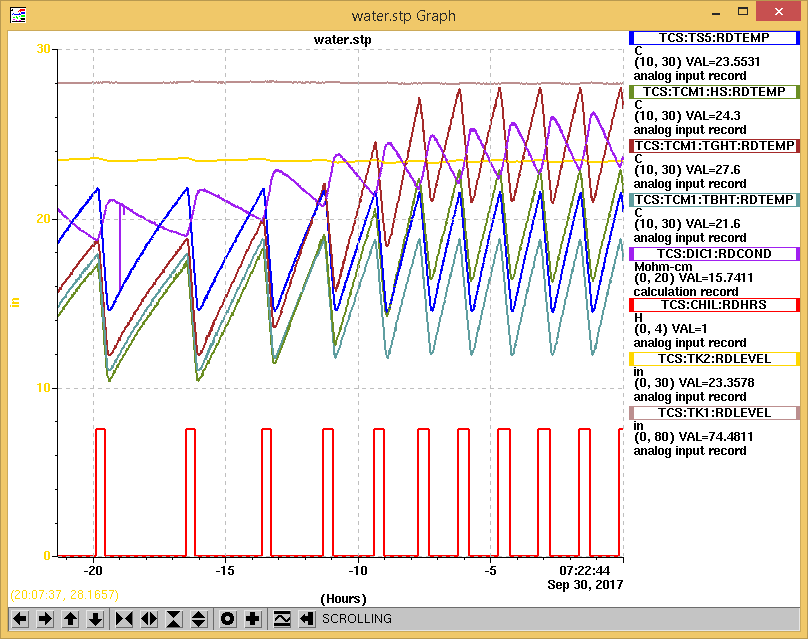 water.stp Graph
water.stp
30
20
10
0
in
-20
-15
-10
-5
07:22:44
Sep 30, 2017
(Hours)
(20:07:37, 26.1657)
TCS:TS5:RDTEMP
C
(10, 30) VAL=23.5531
analog input record
TCS:TCM1:HS:RDTEMP
C
(10, 30) VAL=24.3
analog input record
TCS:TCM1:TGHT:RDTEMP
C
(10, 30) VAL=27.6
analog input record
TCS:TCM1:TBHT:RDTEMP
C
(10, 30) VAL=21.6
analog input record
TCS:DIC1:RDCOND
Mohm-cm
(0, 20) VAL=15.7411
calculation record
TCS:CHIL:RDHRS
H
(0, 4) VAL=1
analog input record
TCS:TK2:RDLEVEL
in
(0, 30) VAL=23.3578
analog input record
TCS:TK1:RDLEVEL
in
(0, 80) VAL=74.4811
analog input record
SCROLLING